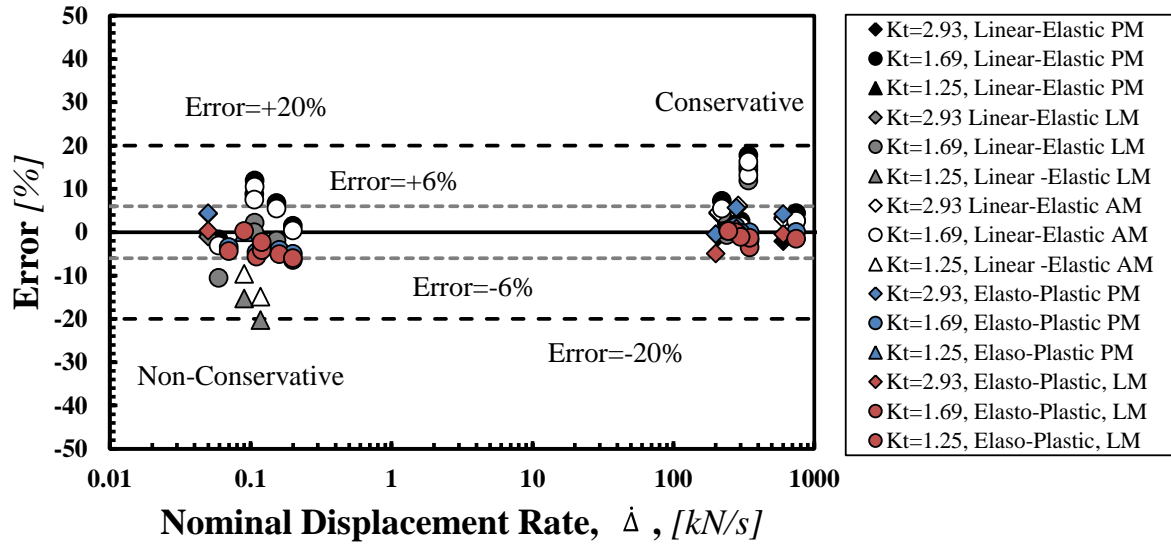 50
40
30
20
10
0
-10
-20
-30
-40
-50
Error [%]
Error=+20%
Conservative
Error=+6%
Error=-6%
Error=-20%
Non-Conservative
0.01
0.1
1
10
100
1000
Nominal Displacement Rate, Δ̇ , [kN/s]
Kt=2.93, Linear-Elastic PM
Kt=1.69, Linear-Elastic PM
Kt=1.25, Linear-Elastic PM
Kt=2.93 Linear-Elastic LM
Kt=1.69, Linear-Elastic LM
Kt=1.25, Linear -Elastic LM
Kt=2.93 Linear-Elastic AM
Kt=1.69, Linear-Elastic AM
Kt=1.25, Linear -Elastic AM
Kt=2.93, Elasto-Plastic PM
Kt=1.69, Elasto-Plastic PM
Kt=1.25, Elaso-Plastic PM
Kt=2.93, Elasto-Plastic, LM
Kt=1.69, Elasto-Plastic, LM
Kt=1.25, Elaso-Plastic, LM